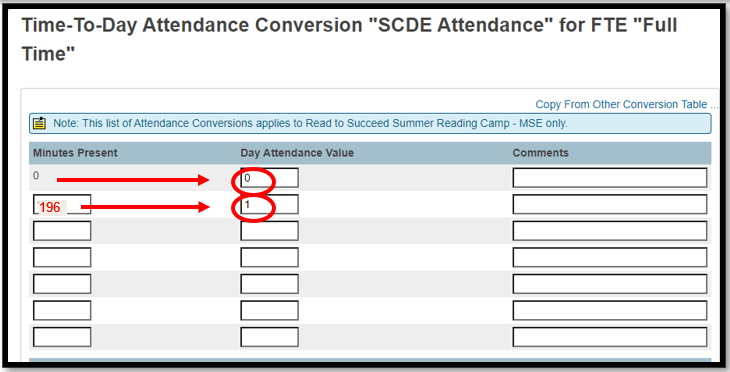 Time-To-Day Attendance Conversion "SCDE Attendance" for FTE "Full
Time"
Copy From Other Conversion Table ...
Note: This list of Attendance Conversions applies to Read to Succeed Summer Reading Camp - MSE only.
Minutes Present Day Attendance Value Comments
0 0
196 1